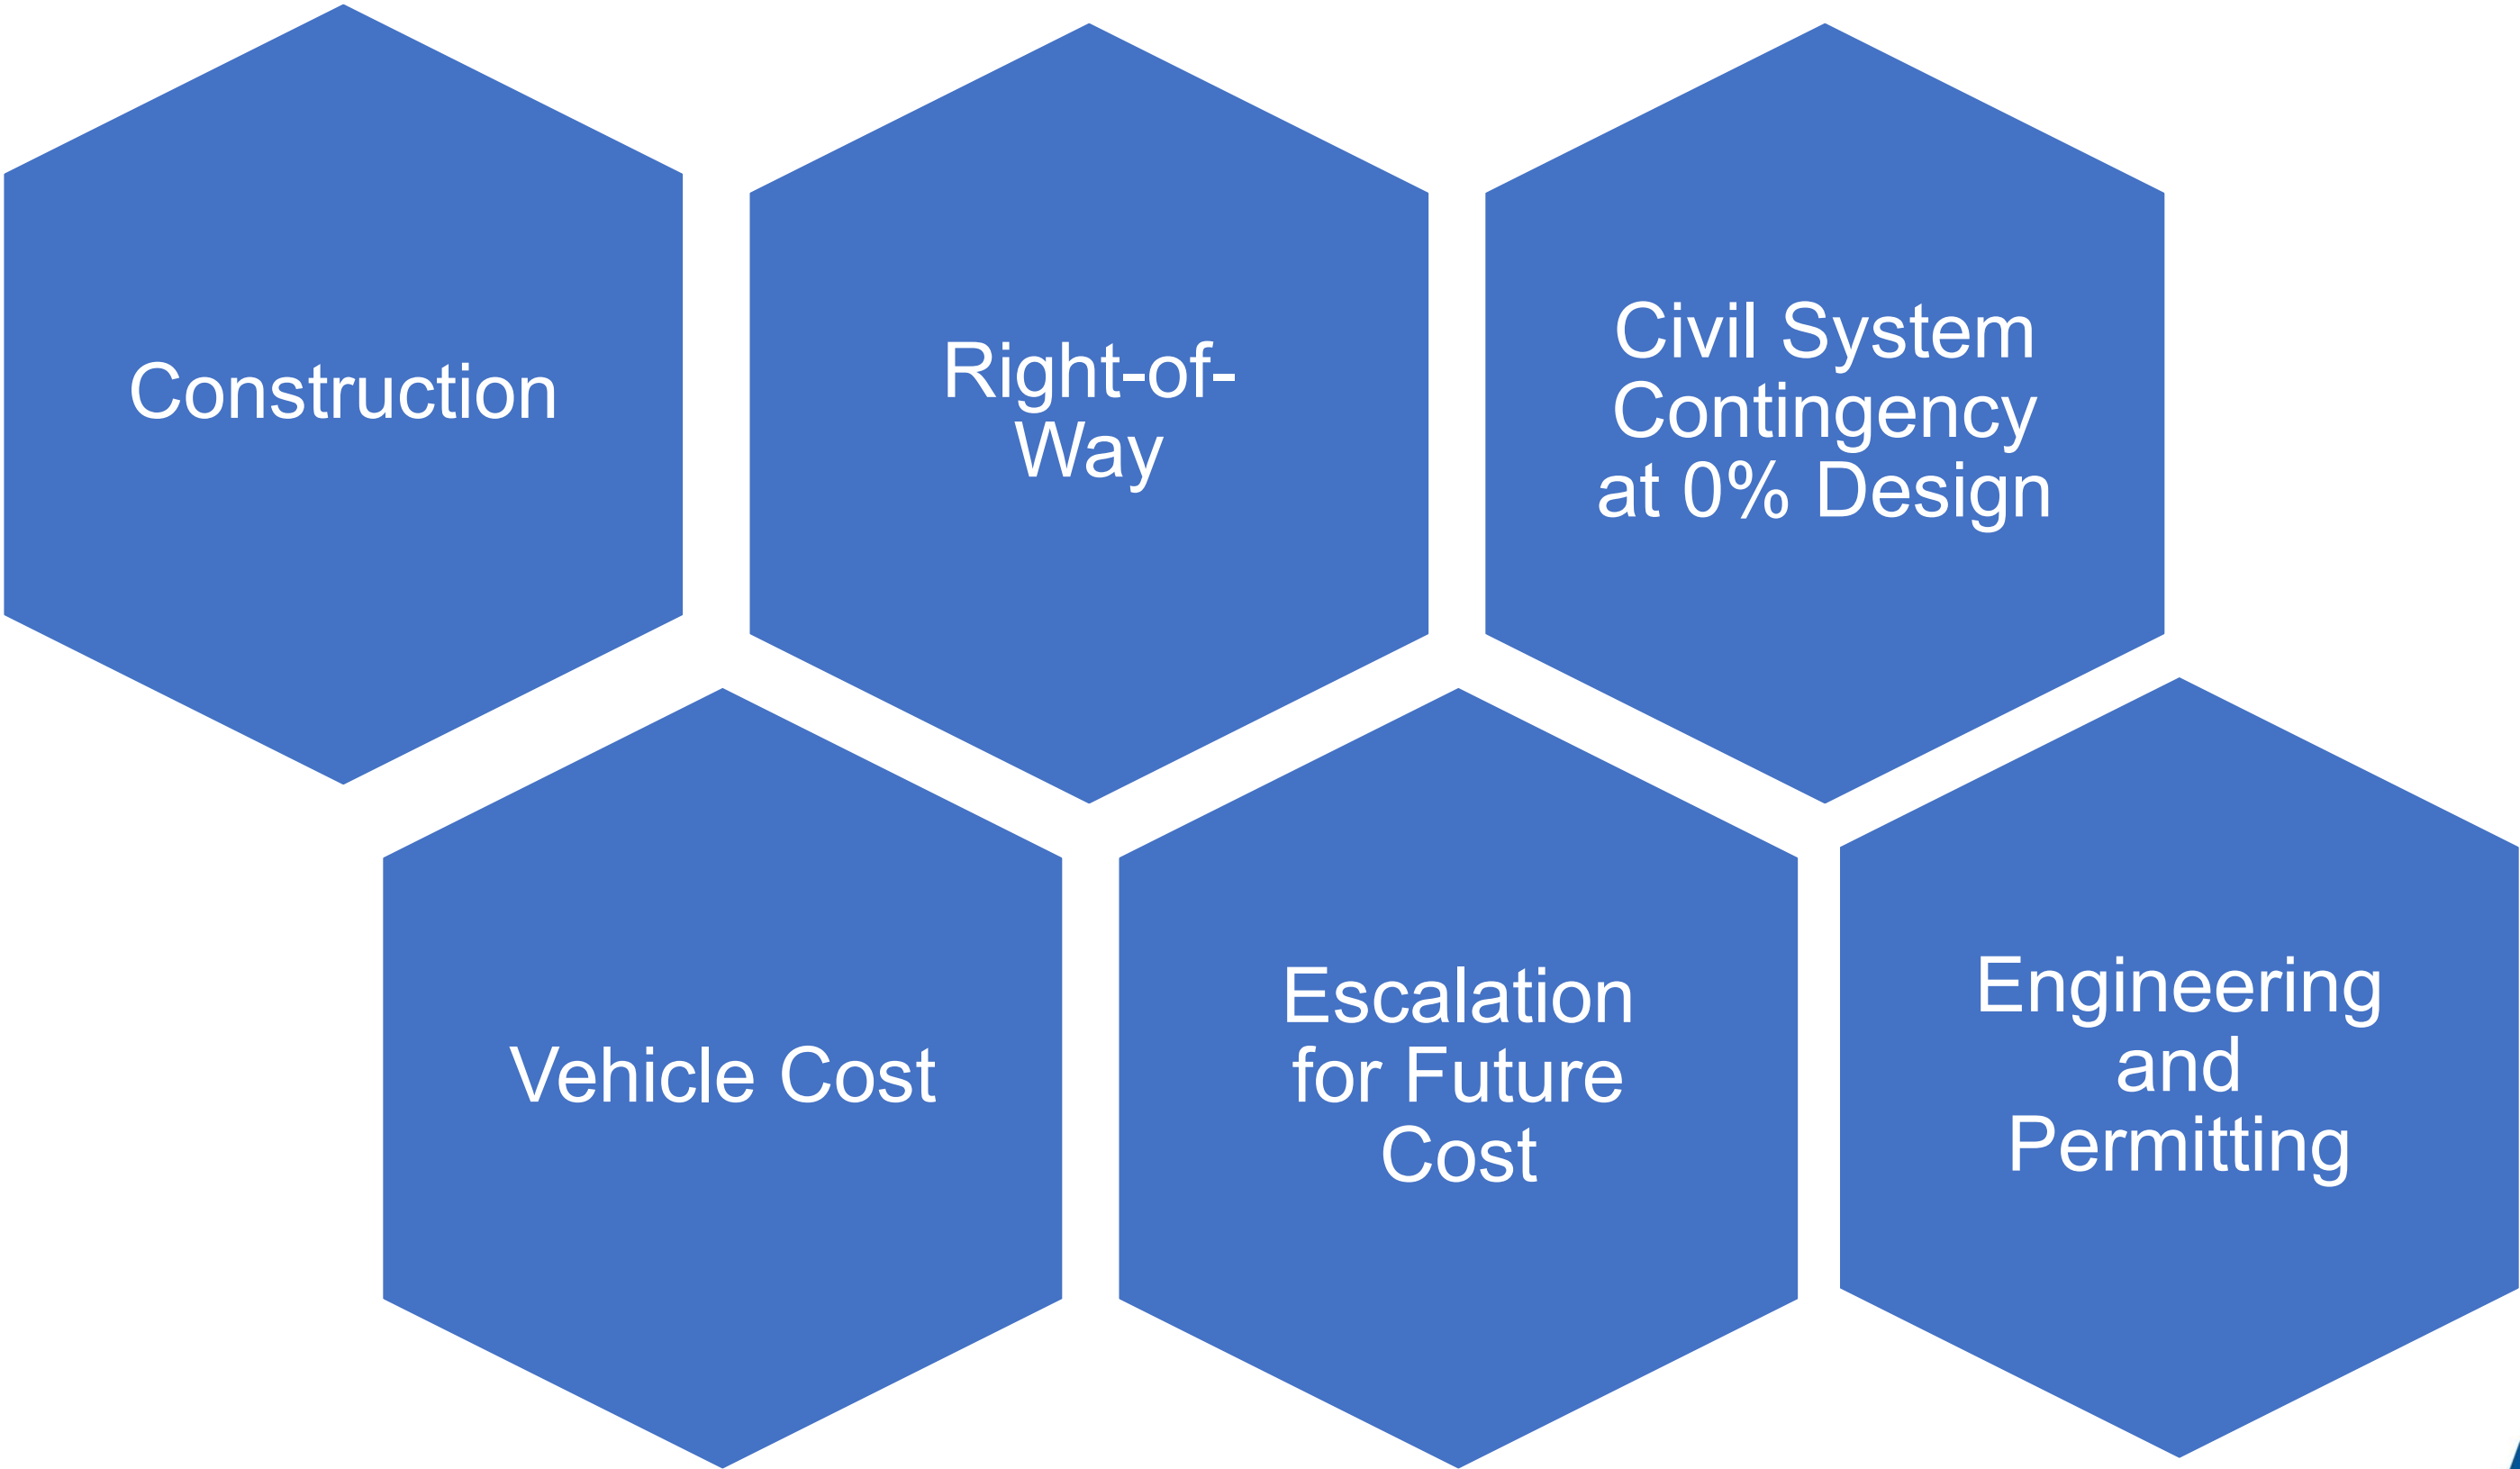 Construction
Right-of-
Way
Civil System
Contingency
at 0% Design
Vehicle Cost
Escalation
for Future
Cost
Engineering
and
Permitting